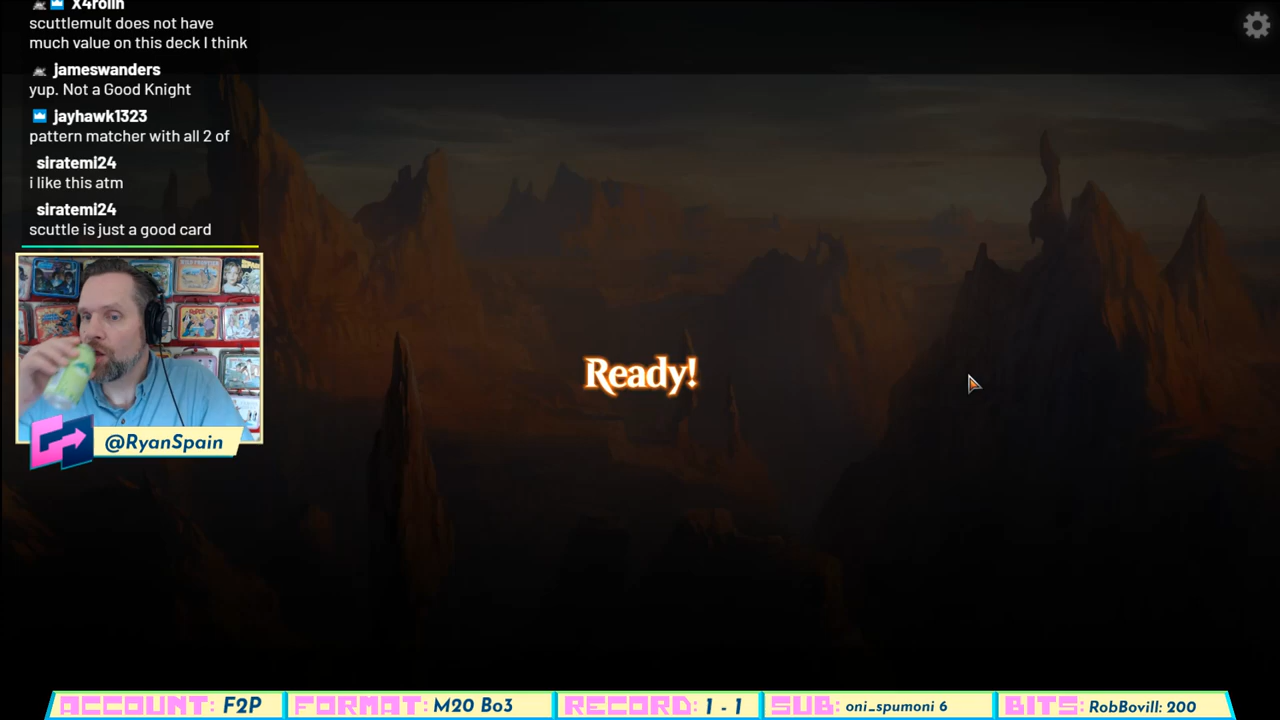 X4rolin
scuttlemult does not have
much value on this deck I think
jameswanders
yup. Not a Good Knight
jayhawk1323
pattern matcher with all 2 of
siratemi24
i like this atm
siratemi24
scuttle is just a good card
Ready!
@RyanSpain
ACCOUNT: F2P
FORMAT: M20 Bo3
RECORD: 1 - 1
SUB: oni_spumoni 6
BITS: RobBovill: 200